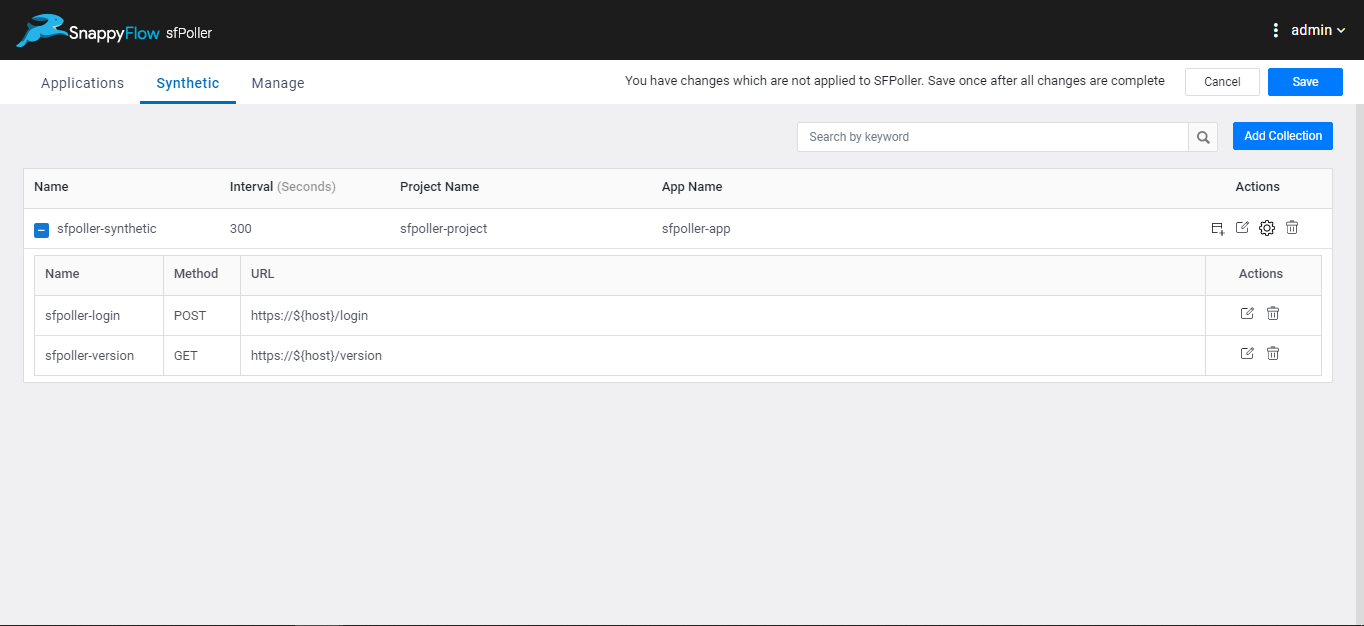 SnappyFlow sfPoller
admin
Applications Synthetic Manage
You have changes which are not applied to SFPoller. Save once after all changes are complete
Cancel
Save
Search by keyword
Add Collection
Name Interval (Seconds) Project Name App Name Actions
sfpoller-synthetic 300 sfpoller-project sfpoller-app
Name Method URL Actions
sfpoller-login POST https://${host}/login
sfpoller-version GET https://${host}/version